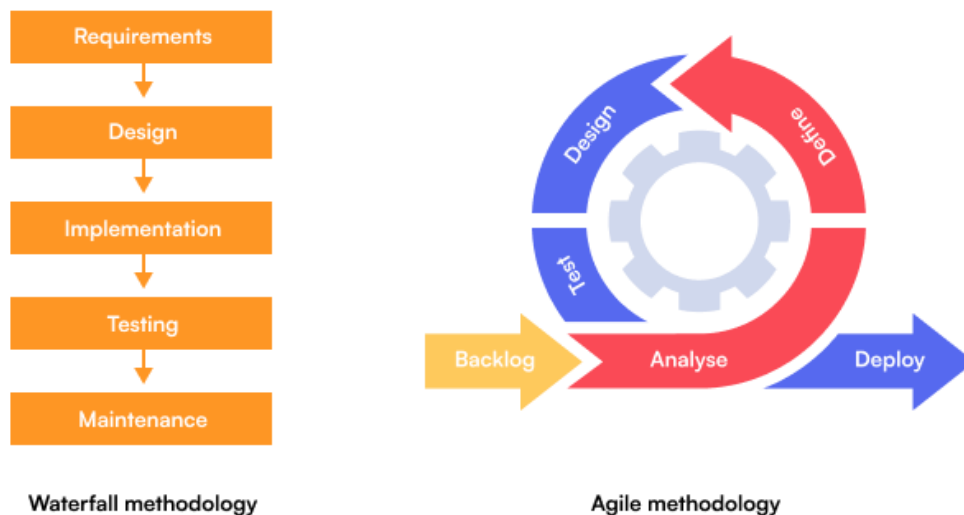 Requirements
Design
Implementation
Testing
Maintenance
Waterfall methodology
Backlog
Analyse
Define
Design
Test
Deploy
Agile methodology